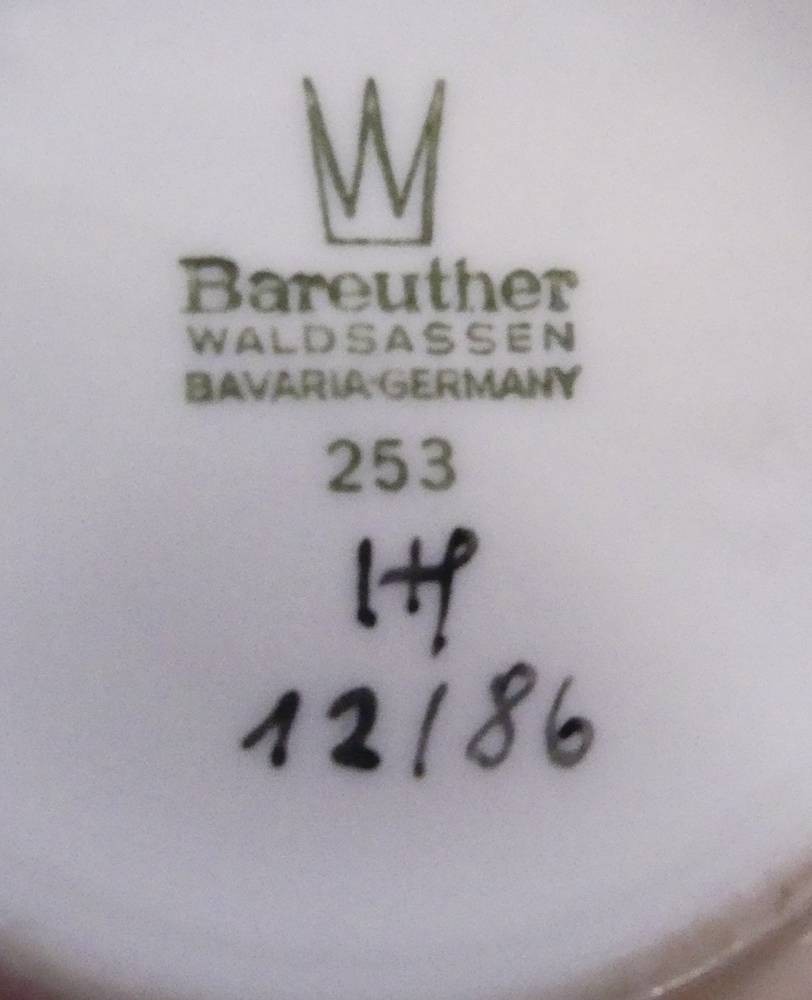 W
Bareuther
WALDSASSEN
BAVARIA-GERMANY
253
12/86